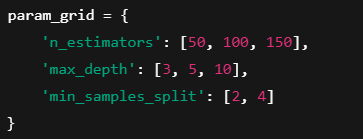 param_grid = {
    'n_estimators': [50, 100, 150],
    'max_depth': [3, 5, 10],
    'min_samples_split': [2, 4]
}